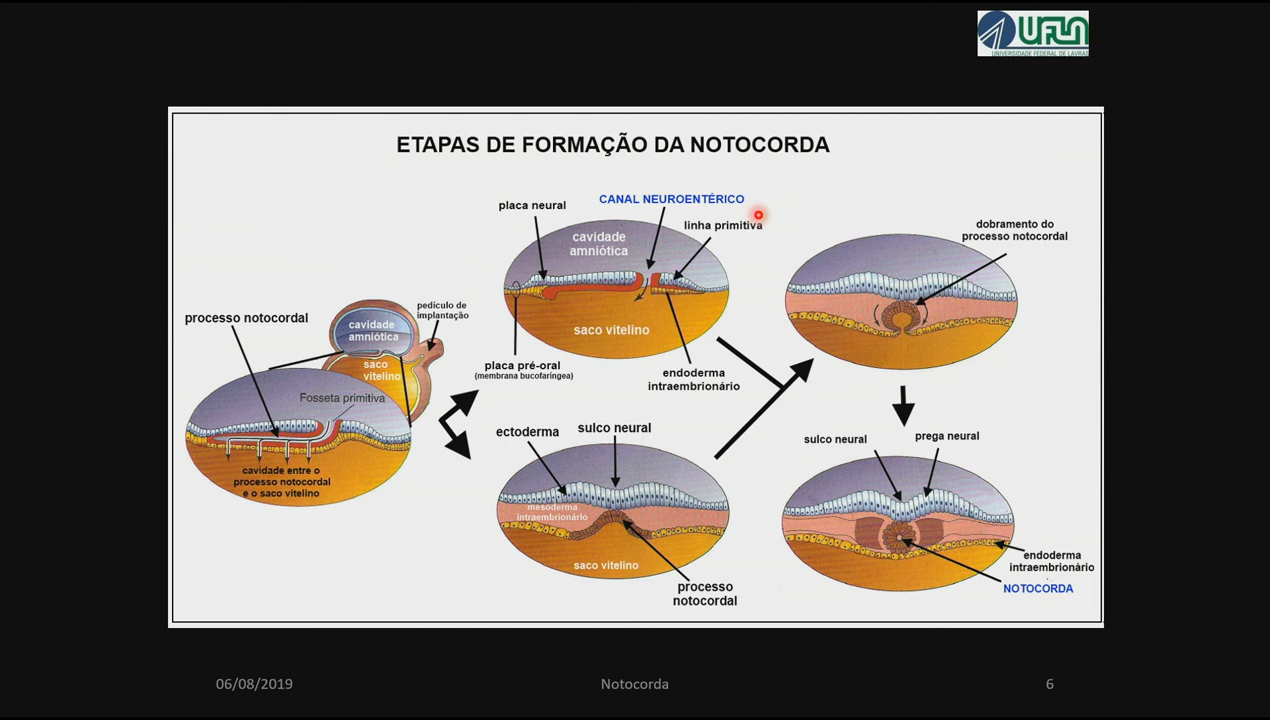 UFLA
UNIVERSIDADE FEDERAL DE LAVRAS
ETAPAS DE FORMAÇÃO DA NOTOCORDA
processo notocordal
cavidade
amniótica
pedículo de
implantação
saco
vitelino
Fosseta primitiva
cavidade entre o
processo notocordal
e o saco vitelino
placa neural
CANAL NEUROENTÉRICO
linha primitiva
cavidade
amniótica
saco vitelino
placa pré-oral
(membrana bucofaríngea)
endoderma
intraembrionário
ectoderma
sulco neural
mesoderma
intraembrionário
saco vitelino
processo
notocordal
dobramento do
processo notocordal
sulco neural
prega neural
endoderma
intraembrionário
NOTOCORDA
06/08/2019
Notocorda
6